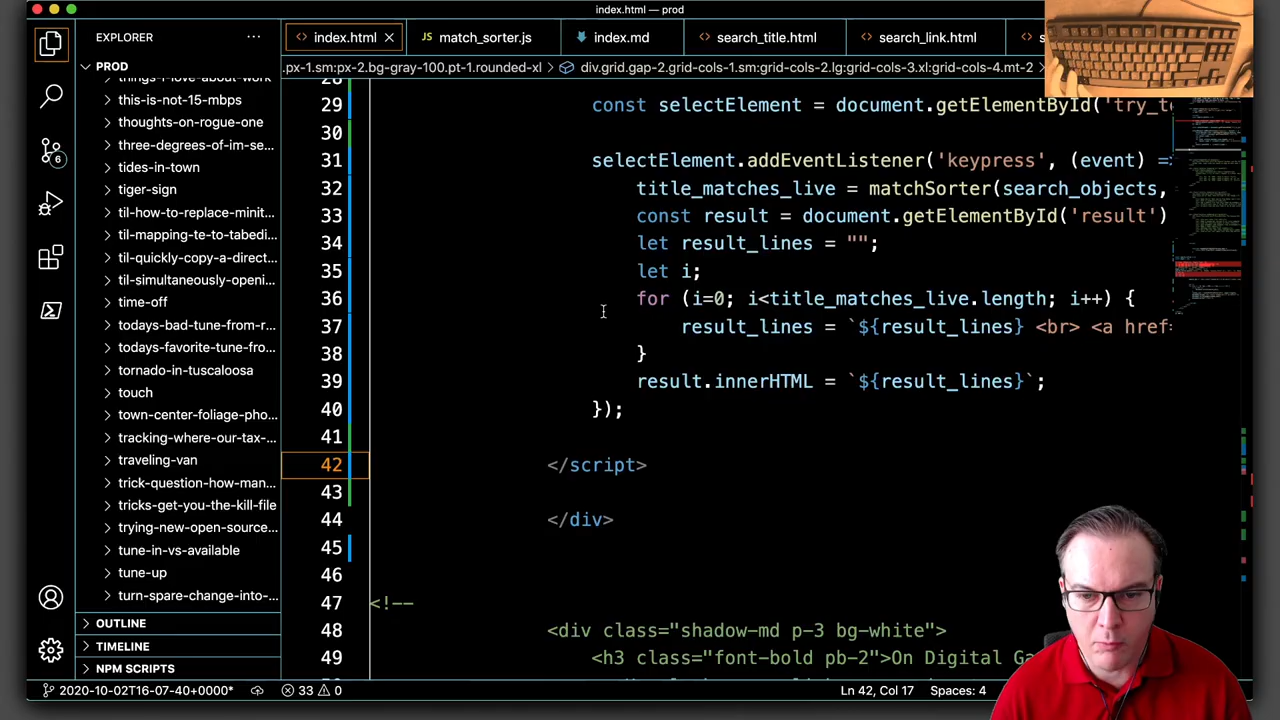 index.html — prod
EXPLORER
index.html
match_sorter.js
index.md
search_title.html
search_link.html
PROD
.px-1.sm:px-2.bg-gray-100.pt-1.rounded-xl
div.grid.gap-2.grid-cols-1.sm:grid-cols-2.lg:grid-cols-3.xl:grid-cols-4.mt-2
things-i-love-about-work
this-is-not-15-mbps
thoughts-on-rogue-one
three-degrees-of-im-se...
tides-in-town
tiger-sign
til-how-to-replace-minit...
til-mapping-te-to-tabedi...
til-quickly-copy-a-direct...
til-simultaneously-openi...
time-off
todays-bad-tune-from-r...
todays-favorite-tune-fro...
tornado-in-tuscaloosa
touch
town-center-foliage-pho...
tracking-where-our-tax-...
traveling-van
trick-question-how-man...
tricks-get-you-the-kill-file
trying-new-open-source...
tune-in-vs-available
tune-up
turn-spare-change-into-...
OUTLINE
TIMELINE
NPM SCRIPTS
28
29 const selectElement = document.getElementById('try_t
30
31 selectElement.addEventListener('keypress', (event) =
32 title_matches_live = matchSorter(search_objects,
33 const result = document.getElementById('result')
34 let result_lines = "";
35 let i;
36 for (i=0; i<title_matches_live.length; i++) {
37 result_lines = `${result_lines} <br> <a href=
38 }
39 result.innerHTML = `${result_lines}`;
40 });
41
42 </script>
43
44 </div>
45
46
47 <!--
48 <div class="shadow-md p-3 bg-white">
49 <h3 class="font-bold pb-2">On Digital Ga
6
2020-10-02T16-07-40+0000*
33
0
Ln 42, Col 17
Spaces: 4